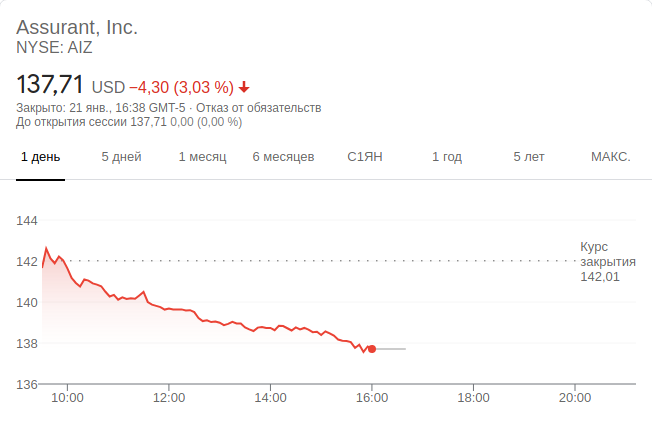 Assurant, Inc.
NYSE: AIZ
137,71 USD −4,30 (3,03 %)
Закрыто: 21 янв., 16:38 GMT-5 · Отказ от обязательств
До открытия сессии 137,71 0,00 (0,00 %)
1 день 5 дней 1 месяц 6 месяцев С1ЯН 1 год 5 лет МАКС.
144
142
140
138
136
Курс
закрытия
142,01
10:00 12:00 14:00 16:00 18:00 20:00